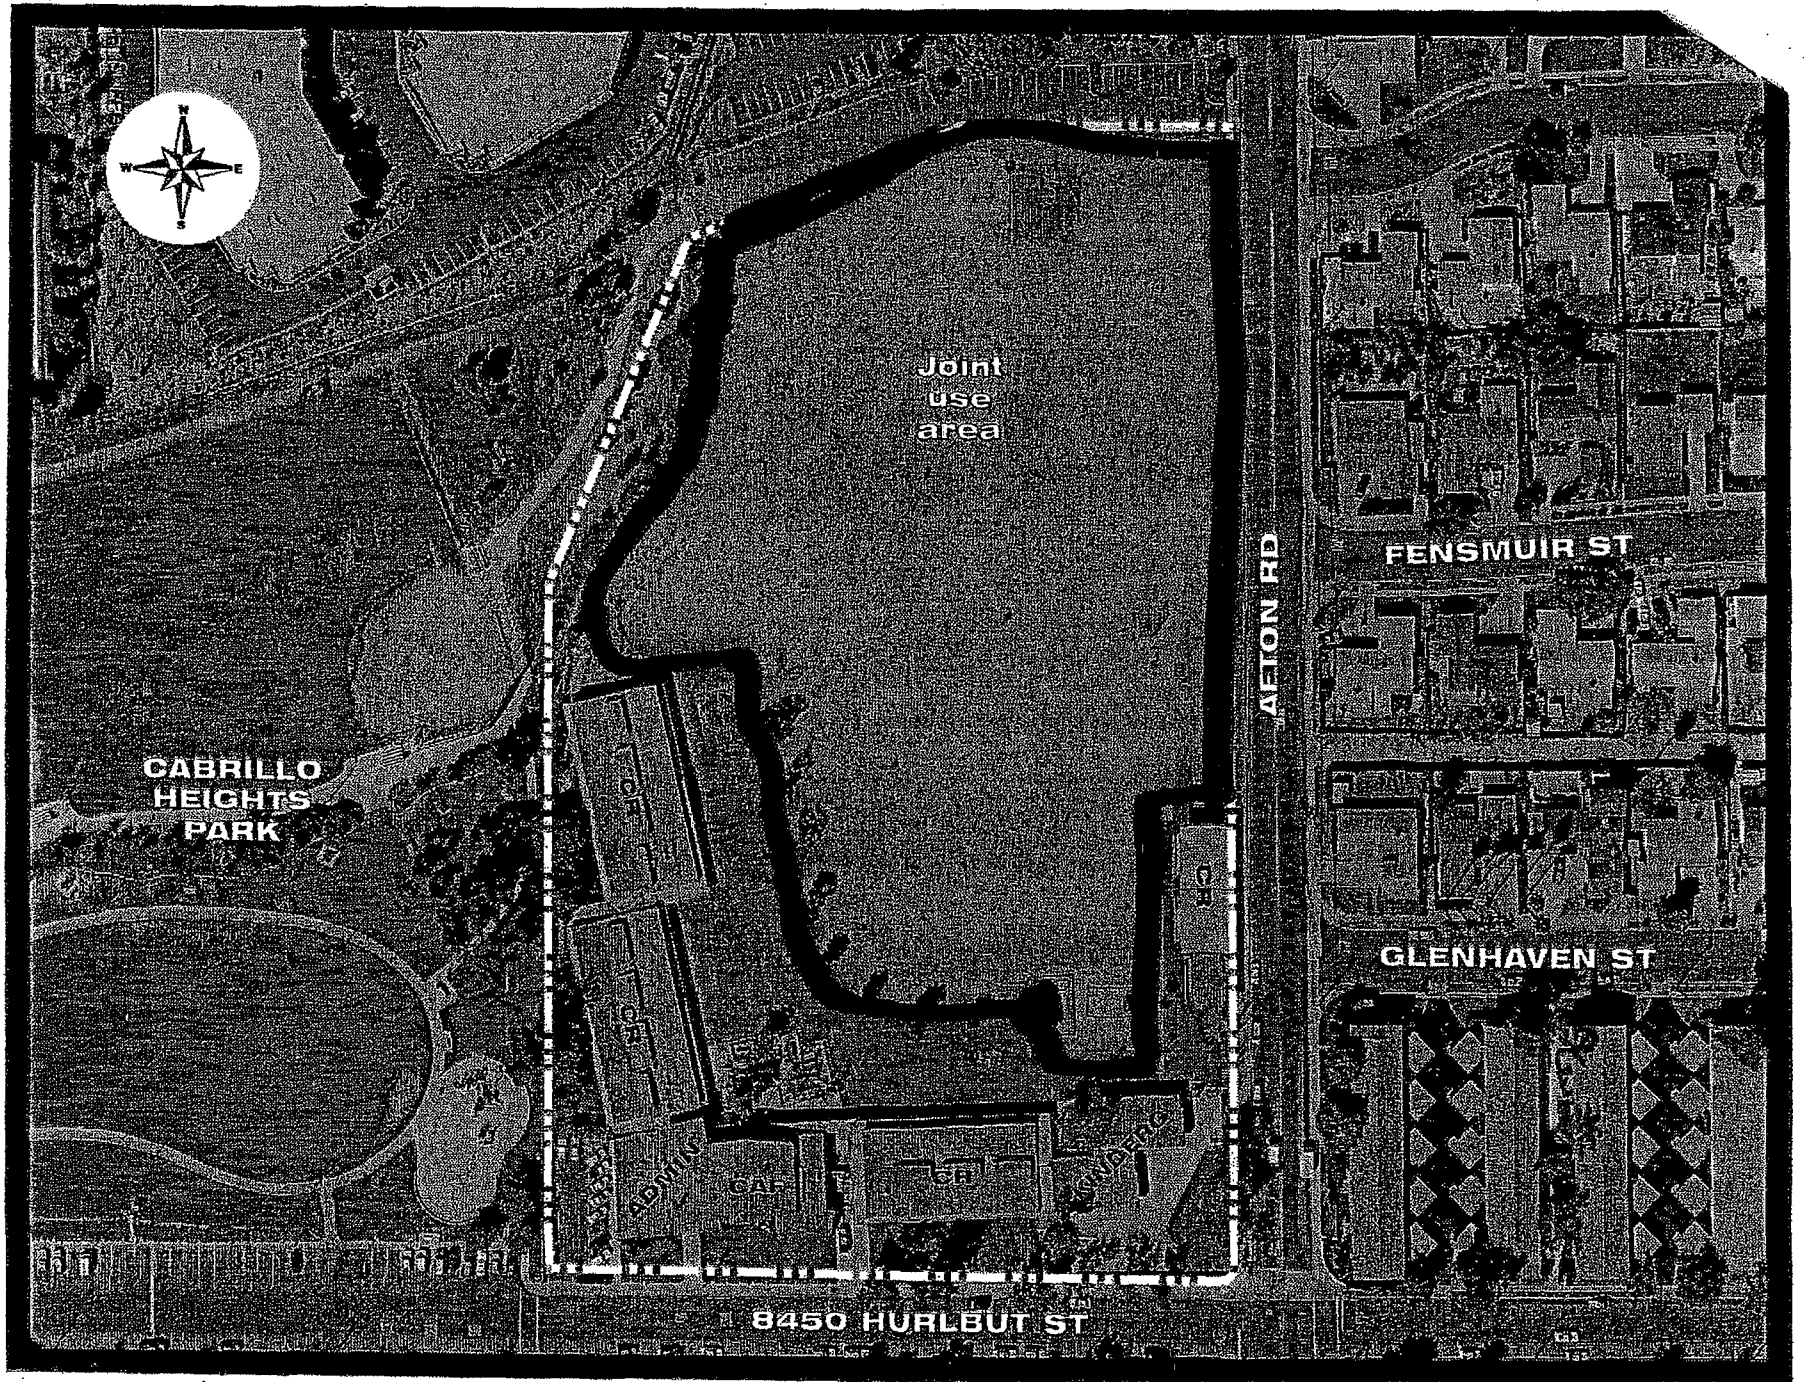 N
W E
S
Joint
use
area
FENSMUIR ST
AFTON RD
CABRILLO
HEIGHTS
PARK
CR
CR
GLENHAVEN ST
CR
ADMIN
CAF
CR
KINDERG
8450 HURLBUT ST